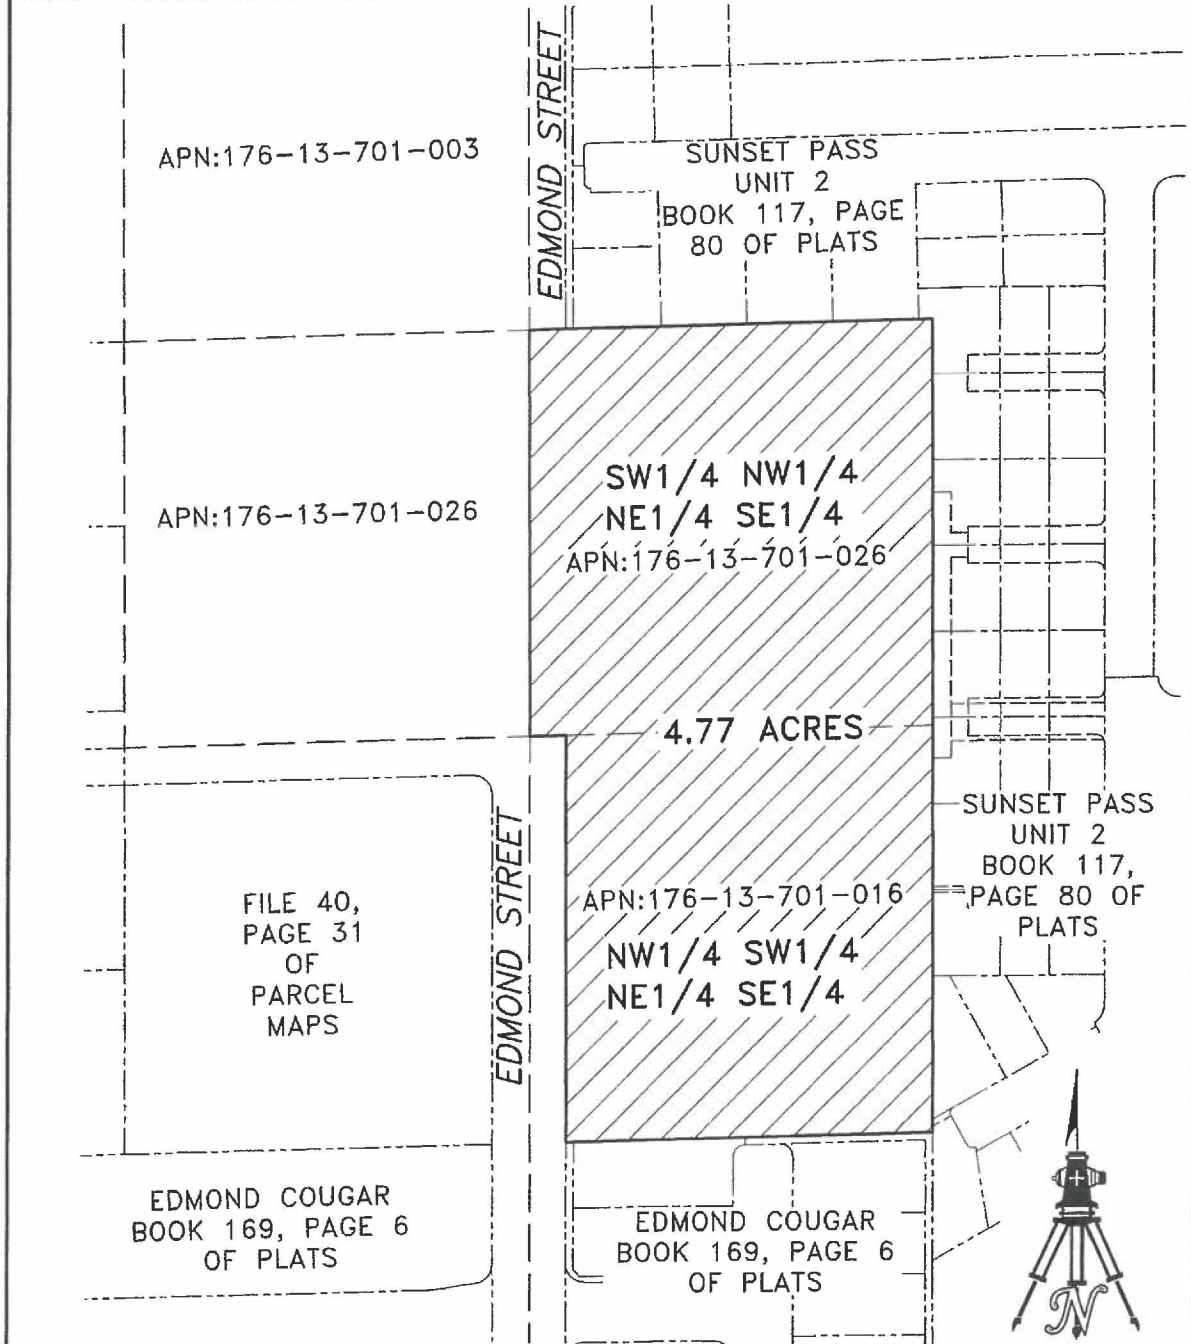 EDMOND STREET
APN:176-13-701-003
SUNSET PASS
UNIT 2
BOOK 117, PAGE
80 OF PLATS
SW1/4 NW1/4
NE1/4 SE1/4
APN:176-13-701-026
APN:176-13-701-026
4.77 ACRES
SUNSET PASS
UNIT 2
BOOK 117,
PAGE 80 OF
PLATS
FILE 40,
PAGE 31
OF
PARCEL
MAPS
EDMOND STREET
APN:176-13-701-016
NW1/4 SW1/4
NE1/4 SE1/4
EDMOND COUGAR
BOOK 169, PAGE 6
OF PLATS
EDMOND COUGAR
BOOK 169, PAGE 6
OF PLATS
N